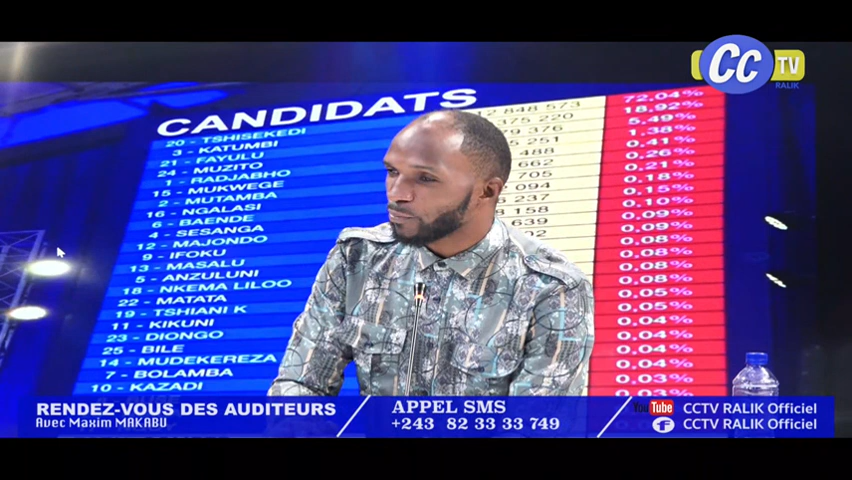 CC TV
RALIK
CANDIDATS
20 - TSHISEKEDI 72.04%
3 - KATUMBI 18.92%
21 - FAYULU 5.49%
24 - MUZITO 1.38%
1 - RADJABHO 0.41%
15 - MUKWEGE 0.26%
2 - MUTAMBA 0.21%
16 - NGALASI 0.18%
6 - BAENDE 0.15%
4 - SESANGA 0.10%
12 - MAJONDO 0.09%
9 - IFOKU 0.09%
13 - MASALU 0.08%
5 - ANZULUNI 0.08%
18 - NKEMA LILOO 0.08%
22 - MATATA 0.05%
19 - TSHIANI K 0.05%
11 - KIKUNI 0.04%
23 - DIONGO 0.04%
25 - BILE 0.04%
14 - MUDEKEREZA 0.04%
7 - BOLAMBA 0.03%
10 - KAZADI 0.03%
RENDEZ-VOUS DES AUDITEURS
Avec Maxim MAKABU
APPEL SMS
+243 82 33 33 749
YouTube CCTV RALIK Officiel
f CCTV RALIK Officiel